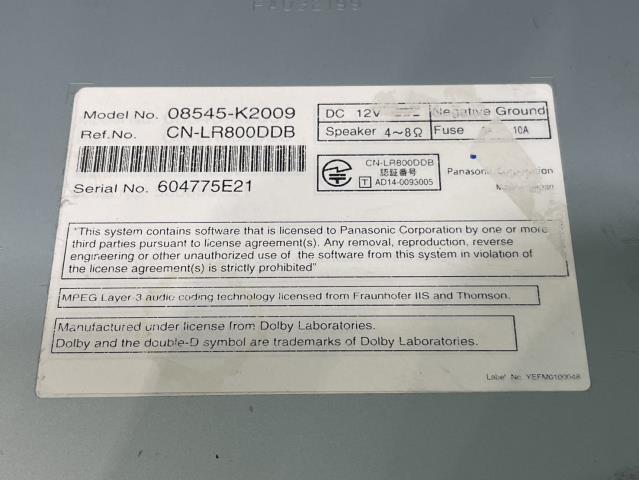 Model No. 08545-K2009
Ref.No. CN-LR800DDB
Serial No. 604775E21
DC 12V Negative Ground
Speaker 4~8Ω Fuse 10A
CN-LR800DDB
認証番号
T AD14-0093005
Panasonic Corporation
"This system contains software that is licensed to Panasonic Corporation by one or more
third parties pursuant to license agreement(s). Any removal, reproduction, reverse
engineering or other unauthorized use of the software from this system in violation of
the license agreement(s) is strictly prohibited"
MPEG Layer-3 audio coding technology licensed from Fraunhofer IIS and Thomson.
Manufactured under license from Dolby Laboratories.
Dolby and the double-D symbol are trademarks of Dolby Laboratories.
Label No. YEFM0100048